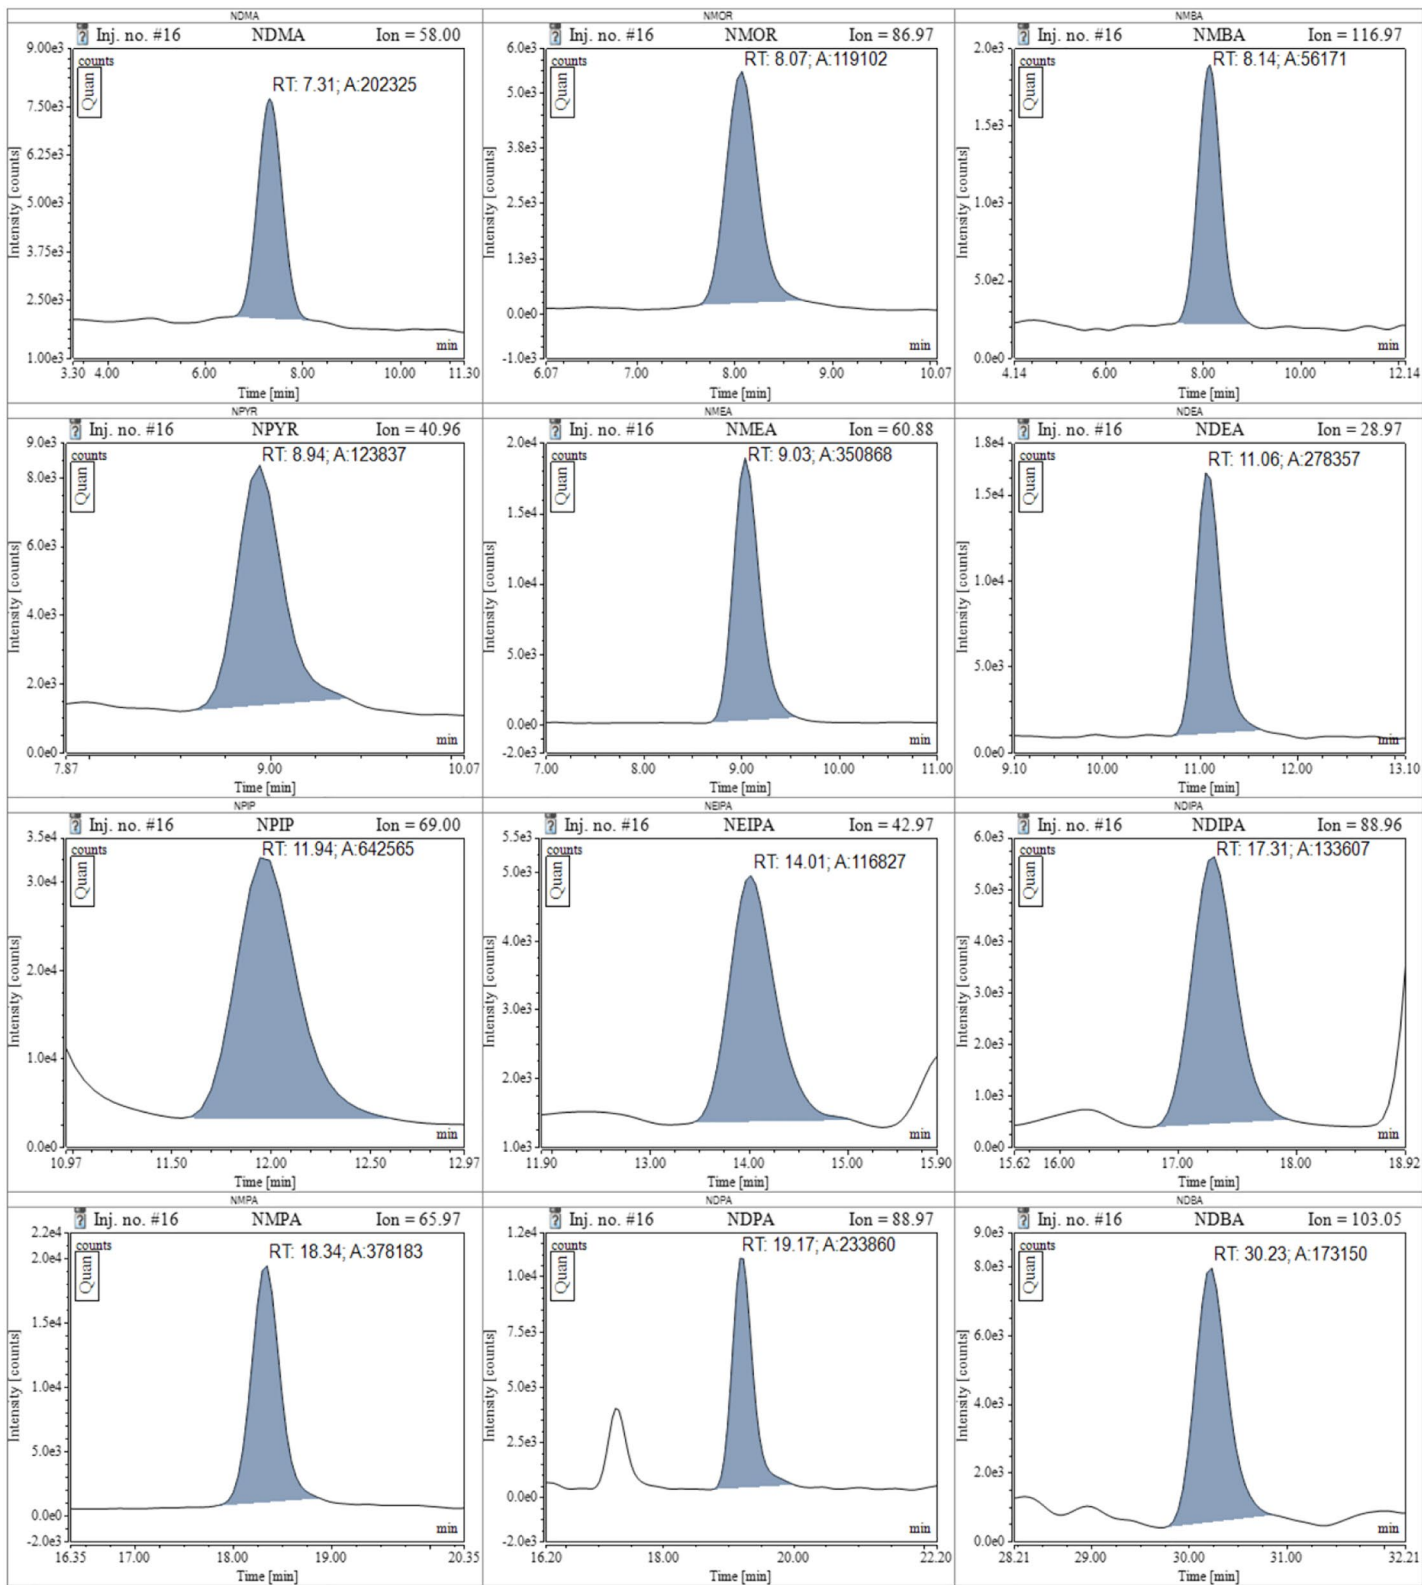 NDMA
NMOR
NMBA
Inj. no. #16 NDMA Ion = 58.00
9.00e3
counts
Quan
RT: 7.31; A:202325
7.50e3
6.25e3
5.00e3
3.75e3
2.50e3
1.00e3
Intensity [counts]
min
3.30 4.00 6.00 8.00 10.00 11.30
Time [min]
Inj. no. #16 NMOR Ion = 86.97
6.0e3
counts
Quan
RT: 8.07; A:119102
5.0e3
3.8e3
2.5e3
1.3e3
0.0e0
-1.0e3
Intensity [counts]
min
6.07 7.00 8.00 9.00 10.07
Time [min]
Inj. no. #16 NMBA Ion = 116.97
2.0e3
counts
Quan
RT: 8.14; A:56171
1.5e3
1.0e3
5.0e2
0.0e0
Intensity [counts]
min
4.14 6.00 8.00 10.00 12.14
Time [min]
NPYR
NMEA
NDEA
Inj. no. #16 NPYR Ion = 40.96
9.0e3
counts
Quan
RT: 8.94; A:123837
8.0e3
6.0e3
4.0e3
2.0e3
0.0e0
Intensity [counts]
min
7.87 9.00 10.07
Time [min]
Inj. no. #16 NMEA Ion = 60.88
2.0e4
counts
Quan
RT: 9.03; A:350868
1.5e4
1.0e4
5.0e3
0.0e0
-2.0e3
Intensity [counts]
min
7.00 8.00 9.00 10.00 11.00
Time [min]
Inj. no. #16 NDEA Ion = 28.97
1.8e4
counts
Quan
RT: 11.06; A:278357
1.5e4
1.0e4
5.0e3
0.0e0
Intensity [counts]
min
9.10 10.00 11.00 12.00 13.10
Time [min]
NPIP
NEIPA
NDIPA
Inj. no. #16 NPIP Ion = 69.00
3.5e4
counts
Quan
RT: 11.94; A:642565
3.0e4
2.0e4
1.0e4
0.0e0
Intensity [counts]
min
10.97 11.50 12.00 12.50 12.97
Time [min]
Inj. no. #16 NEIPA Ion = 42.97
5.5e3
counts
Quan
RT: 14.01; A:116827
5.0e3
4.0e3
3.0e3
2.0e3
1.0e3
Intensity [counts]
min
11.90 13.00 14.00 15.00 15.90
Time [min]
Inj. no. #16 NDIPA Ion = 88.96
6.0e3
counts
Quan
RT: 17.31; A:133607
5.0e3
4.0e3
3.0e3
2.0e3
1.0e3
0.0e0
Intensity [counts]
min
15.62 16.00 17.00 18.00 18.92
Time [min]
NMPA
NDPA
NDBA
Inj. no. #16 NMPA Ion = 65.97
2.2e4
counts
Quan
RT: 18.34; A:378183
2.0e4
1.5e4
1.0e4
5.0e3
0.0e0
-2.0e3
Intensity [counts]
min
16.35 17.00 18.00 19.00 20.35
Time [min]
Inj. no. #16 NDPA Ion = 88.97
1.2e4
counts
Quan
RT: 19.17; A:233860
1.0e4
7.5e3
5.0e3
2.5e3
0.0e0
-2.0e3
Intensity [counts]
min
16.20 18.00 20.00 22.20
Time [min]
Inj. no. #16 NDBA Ion = 103.05
9.0e3
counts
Quan
RT: 30.23; A:173150
8.0e3
6.0e3
4.0e3
2.0e3
0.0e0
Intensity [counts]
min
28.21 29.00 30.00 31.00 32.21
Time [min]